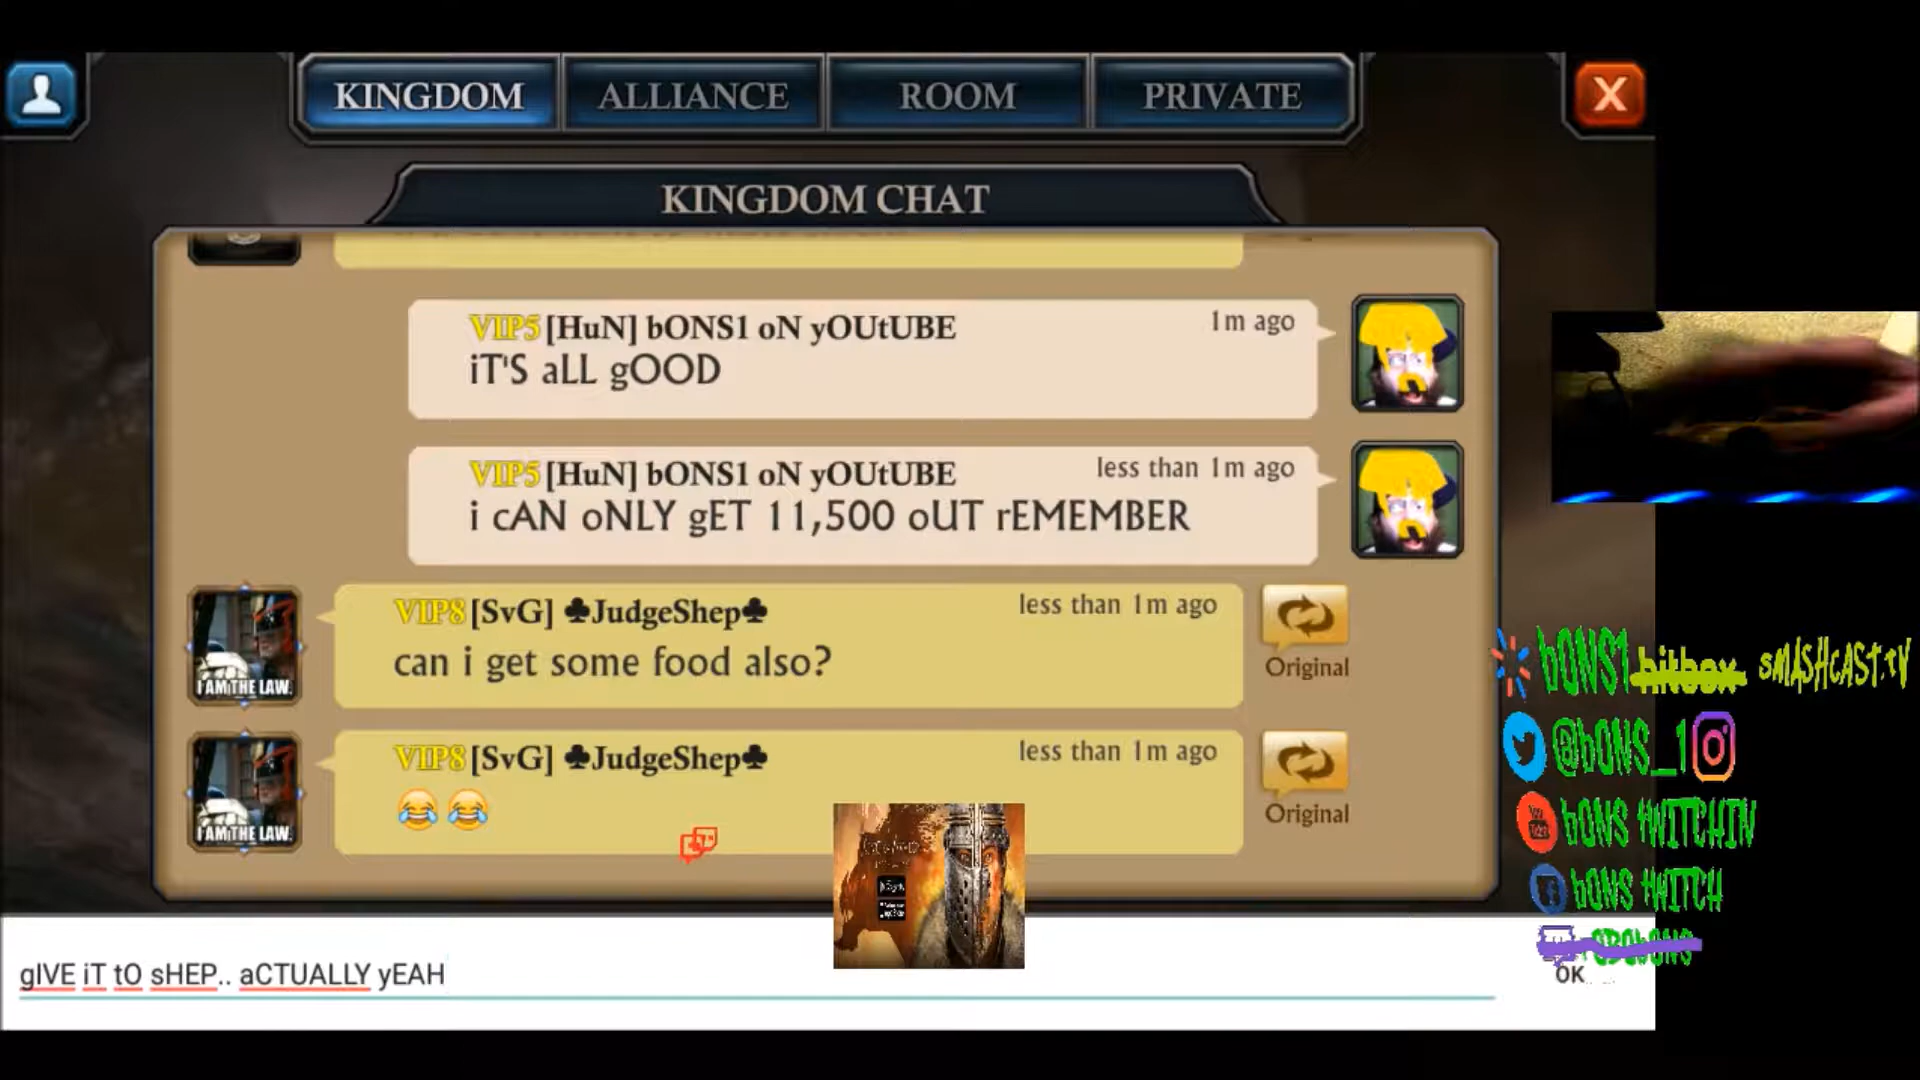 KINGDOM ALLIANCE ROOM PRIVATE X
KINGDOM CHAT
VIP5 [HuN] bONS1 oN yOUtUBE 1m ago
iT'S aLL gOOD
VIP5 [HuN] bONS1 oN yOUtUBE less than 1m ago
i cAN oNLY gET 11,500 oUT rEMEMBER
VIP8 [SvG] ♣JudgeShep♣ less than 1m ago
can i get some food also?
Original
I AM THE LAW.
VIP8 [SvG] ♣JudgeShep♣ less than 1m ago
😂 😂
Original
I AM THE LAW.
bONS1 hitbox sMASHcAST.tV
@bONS_1
bONS tWITCHIN
bONS tWITCH
gIVE iT tO sHEP.. aCTUALLY yEAH
OK